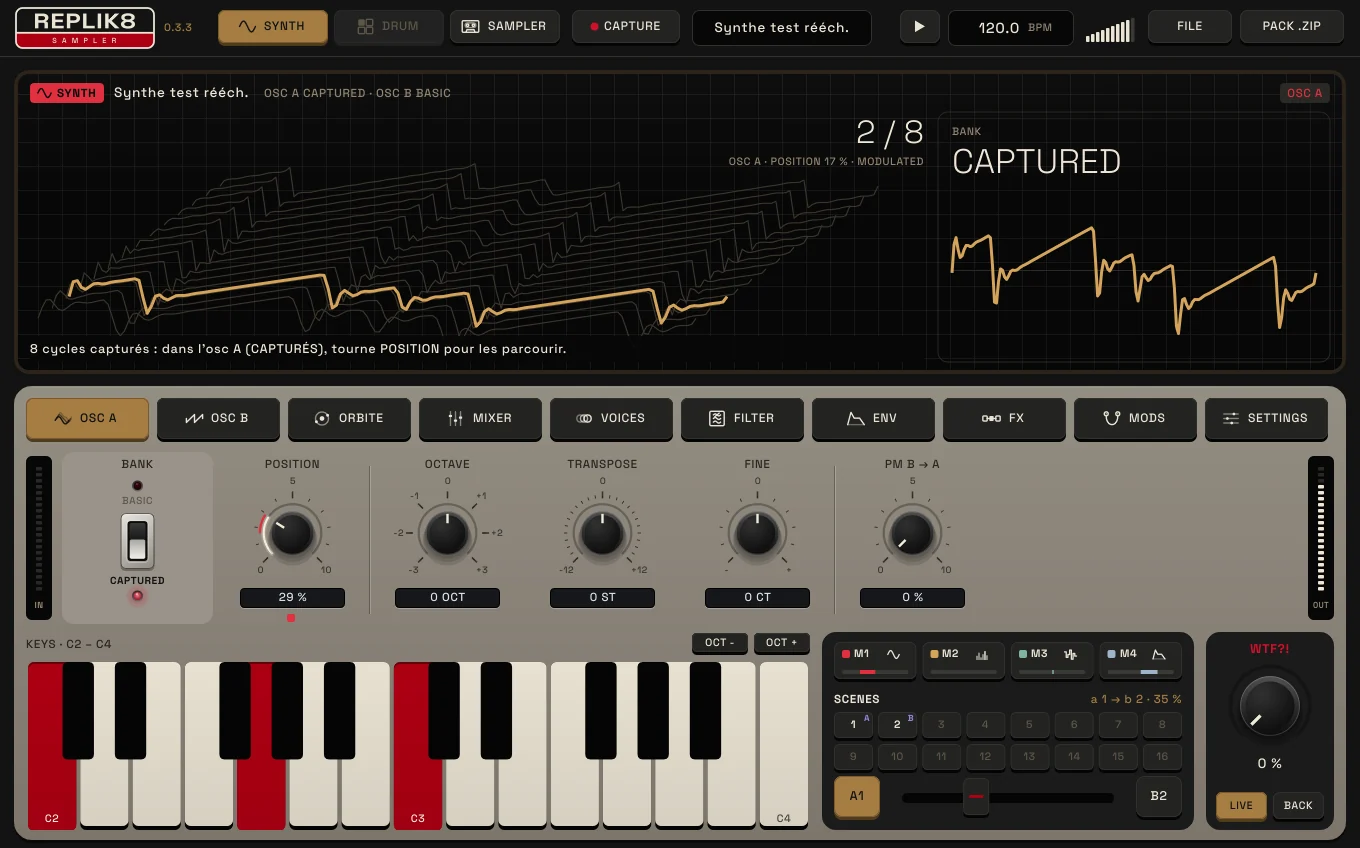 REPLIK8
SAMPLER
0.3.3
SYNTH
DRUM
SAMPLER
CAPTURE
Synthe test rééch.
120.0 BPM
FILE
PACK .ZIP
SYNTH Synthe test rééch. OSC A CAPTURED · OSC B BASIC
OSC A
2 / 8
OSC A · POSITION 17 % · MODULATED
BANK
CAPTURED
8 cycles capturés : dans l'osc A (CAPTURÉS), tourne POSITION pour les parcourir.
OSC A
OSC B
ORBITE
MIXER
VOICES
FILTER
ENV
FX
MODS
SETTINGS
IN
BANK
BASIC
CAPTURED
POSITION
5
0 10
29 %
OCTAVE
0
-1 +1
-2 +2
-3 +3
0 OCT
TRANSPOSE
0
-12 +12
0 ST
FINE
0
- +
0 CT
PM B → A
5
0 10
0 %
OUT
KEYS · C2 – C4
OCT -
OCT +
C2
C3
C4
M1
M2
M3
M4
SCENES
a 1 → b 2 · 35 %
1 A 2 B 3 4 5 6 7 8
9 10 11 12 13 14 15 16
A1
B2
WTF?!
0 %
LIVE
BACK